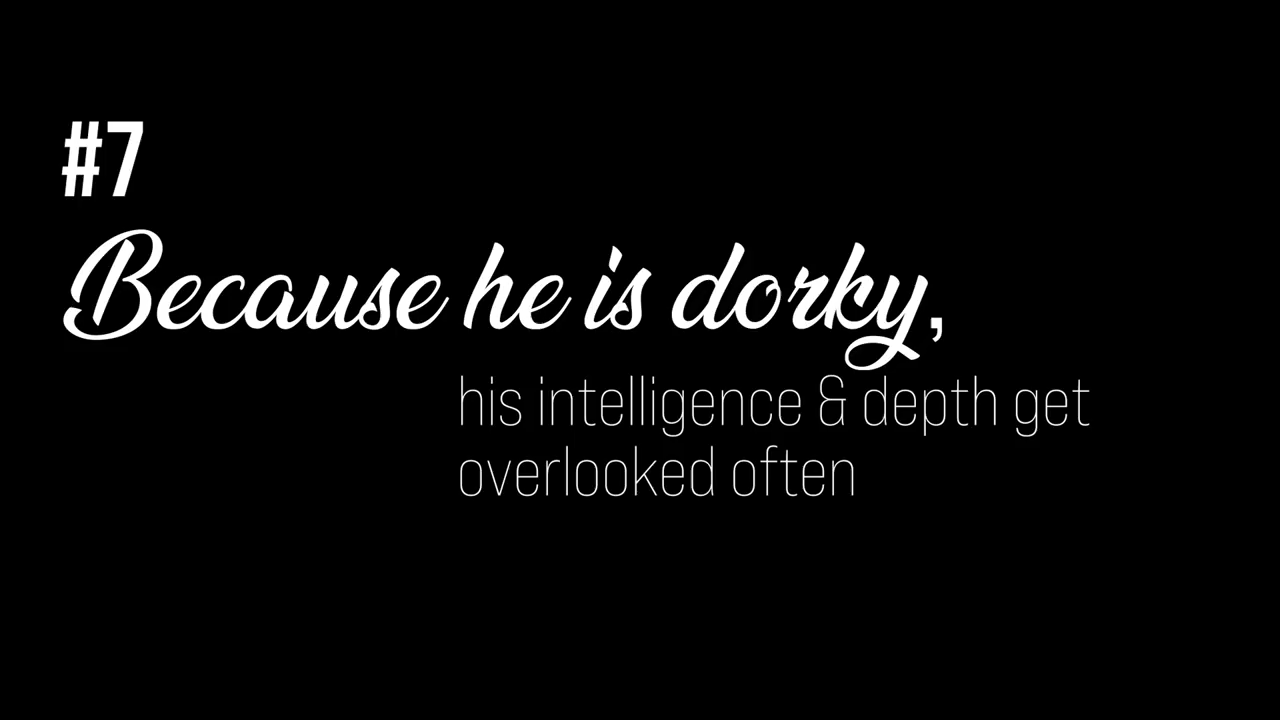 #7
Because he is dorky,
his intelligence & depth get
overlooked often